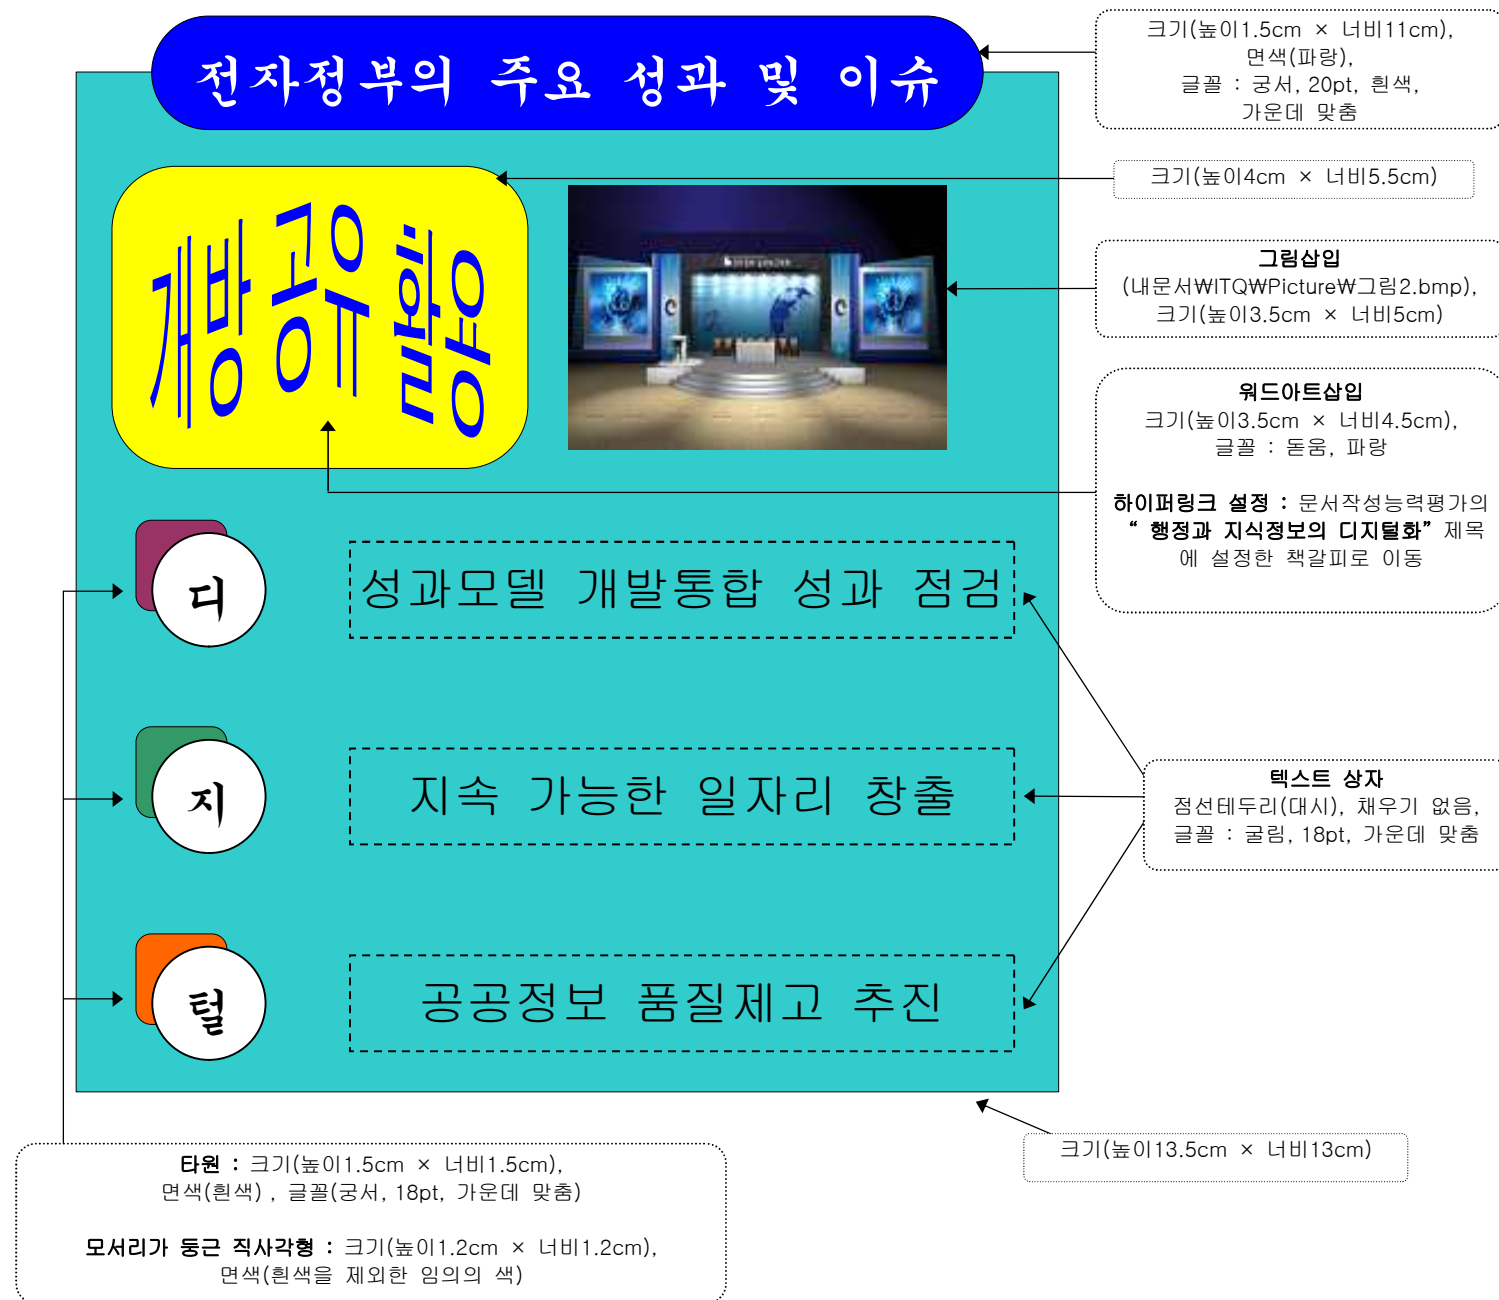 전자정부의 주요 성과 및 이슈
크기(높이1.5cm × 너비11cm),
면색(파랑),
글꼴 : 궁서, 20pt, 흰색,
가운데 맞춤
크기(높이4cm × 너비5.5cm)
개방 공유 활용
그림삽입
(내문서₩ITQ₩Picture₩그림2.bmp),
크기(높이3.5cm × 너비5cm)
워드아트삽입
크기(높이3.5cm × 너비4.5cm),
글꼴 : 돋움, 파랑
하이퍼링크 설정 : 문서작성능력평가의
“ 행정과 지식정보의 디지털화” 제목
에 설정한 책갈피로 이동
디
성과모델 개발통합 성과 점검
지
지속 가능한 일자리 창출
텍스트 상자
점선테두리(대시), 채우기 없음,
글꼴 : 굴림, 18pt, 가운데 맞춤
털
공공정보 품질제고 추진
크기(높이13.5cm × 너비13cm)
타원 : 크기(높이1.5cm × 너비1.5cm),
면색(흰색) , 글꼴(궁서, 18pt, 가운데 맞춤)
모서리가 둥근 직사각형 : 크기(높이1.2cm × 너비1.2cm),
면색(흰색을 제외한 임의의 색)